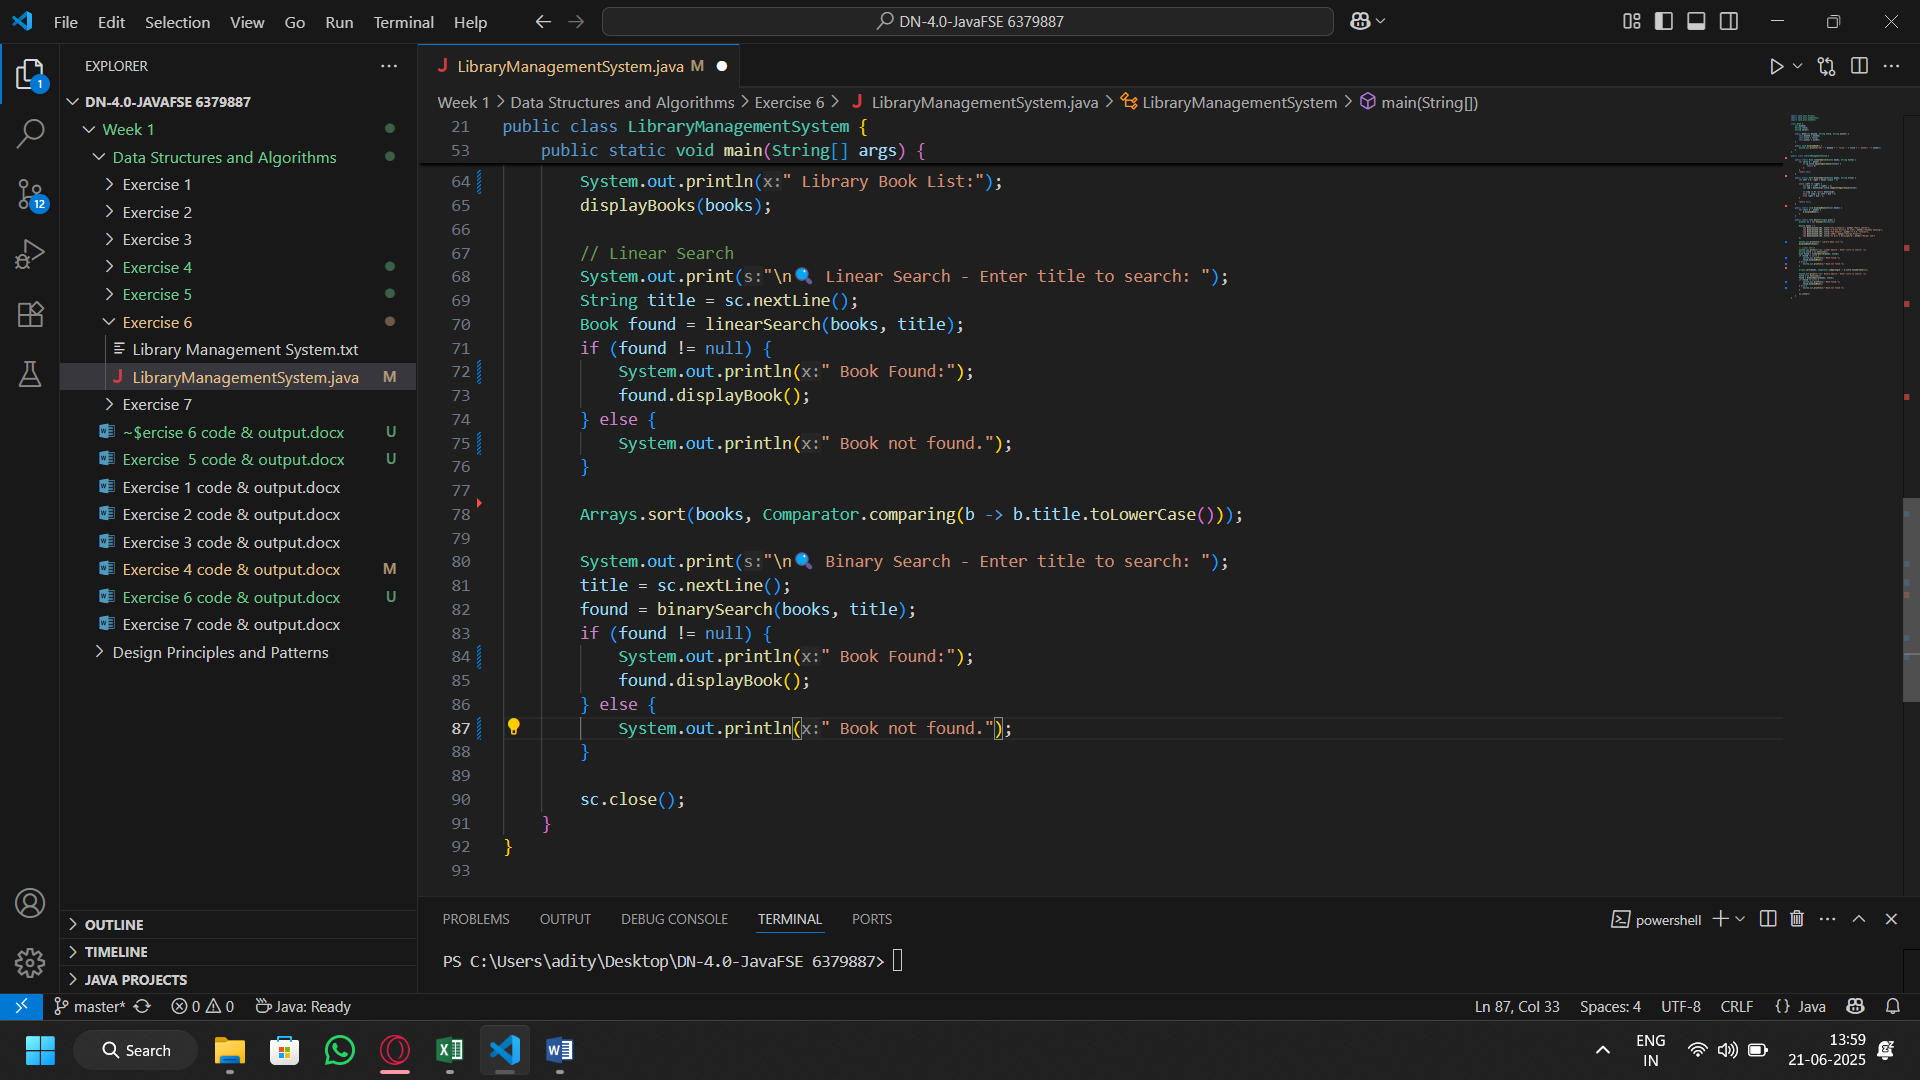 File Edit Selection View Go Run Terminal Help
DN-4.0-JavaFSE 6379887
EXPLORER
DN-4.0-JAVAFSE 6379887
Week 1
Data Structures and Algorithms
Exercise 1
Exercise 2
Exercise 3
Exercise 4
Exercise 5
Exercise 6
Library Management System.txt
LibraryManagementSystem.java M
Exercise 7
~$ercise 6 code & output.docx U
Exercise  5 code & output.docx U
Exercise 1 code & output.docx
Exercise 2 code & output.docx
Exercise 3 code & output.docx
Exercise 4 code & output.docx M
Exercise 6 code & output.docx U
Exercise 7 code & output.docx
Design Principles and Patterns
OUTLINE
TIMELINE
JAVA PROJECTS
1
12
LibraryManagementSystem.java M
Week 1 > Data Structures and Algorithms > Exercise 6 > LibraryManagementSystem.java > LibraryManagementSystem > main(String[])
21 public class LibraryManagementSystem {
53 public static void main(String[] args) {
64 System.out.println(x:" Library Book List:");
65 displayBooks(books);
66
67 // Linear Search
68 System.out.print(s:"\n🔍 Linear Search - Enter title to search: ");
69 String title = sc.nextLine();
70 Book found = linearSearch(books, title);
71 if (found != null) {
72 System.out.println(x:" Book Found:");
73 found.displayBook();
74 } else {
75 System.out.println(x:" Book not found.");
76 }
77
78 Arrays.sort(books, Comparator.comparing(b -> b.title.toLowerCase()));
79
80 System.out.print(s:"\n🔍 Binary Search - Enter title to search: ");
81 title = sc.nextLine();
82 found = binarySearch(books, title);
83 if (found != null) {
84 System.out.println(x:" Book Found:");
85 found.displayBook();
86 } else {
87 System.out.println(x:" Book not found.");
88 }
89
90 sc.close();
91 }
92 }
93
PROBLEMS OUTPUT DEBUG CONSOLE TERMINAL PORTS
powershell
PS C:\Users\adity\Desktop\DN-4.0-JavaFSE 6379887>
master* 0 0 Java: Ready
Ln 87, Col 33 Spaces: 4 UTF-8 CRLF {} Java
Search
ENG
IN
13:59
21-06-2025